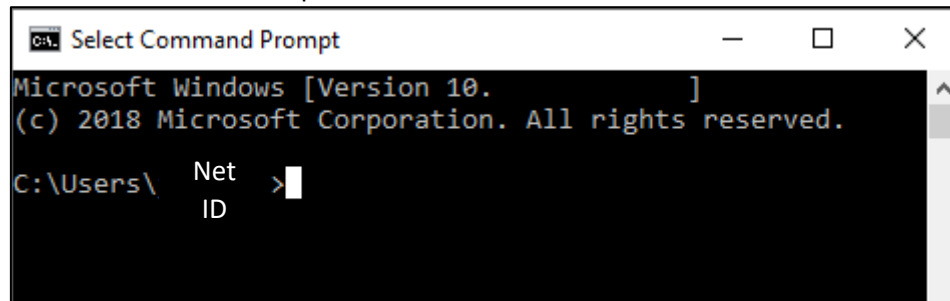 Select Command Prompt
Microsoft Windows [Version 10. ]
(c) 2018 Microsoft Corporation. All rights reserved.
C:\Users\ Net ID >